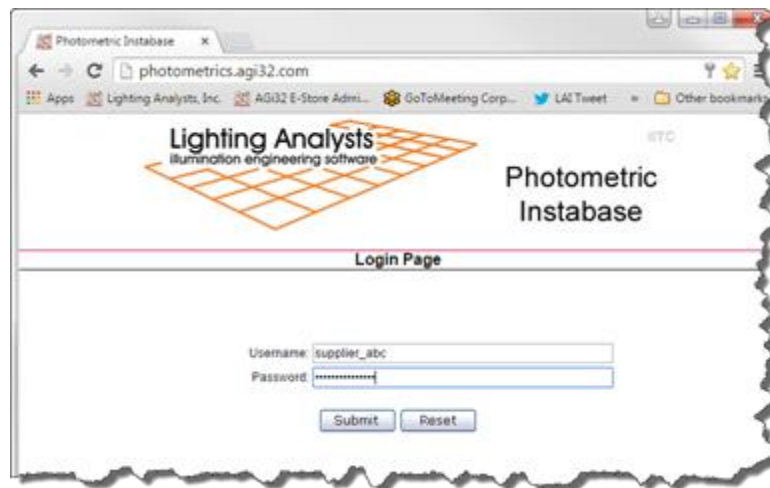 Photometric Instabase
photometrics.agi32.com
Apps Lighting Analysts, Inc. AGi32 E-Store Admi... GoToMeeting Corp... LAI Tweet » Other bookmarks
Lighting Analysts
illumination engineering software
Photometric
Instabase
Login Page
Username: supplier_abc
Password:
Submit Reset